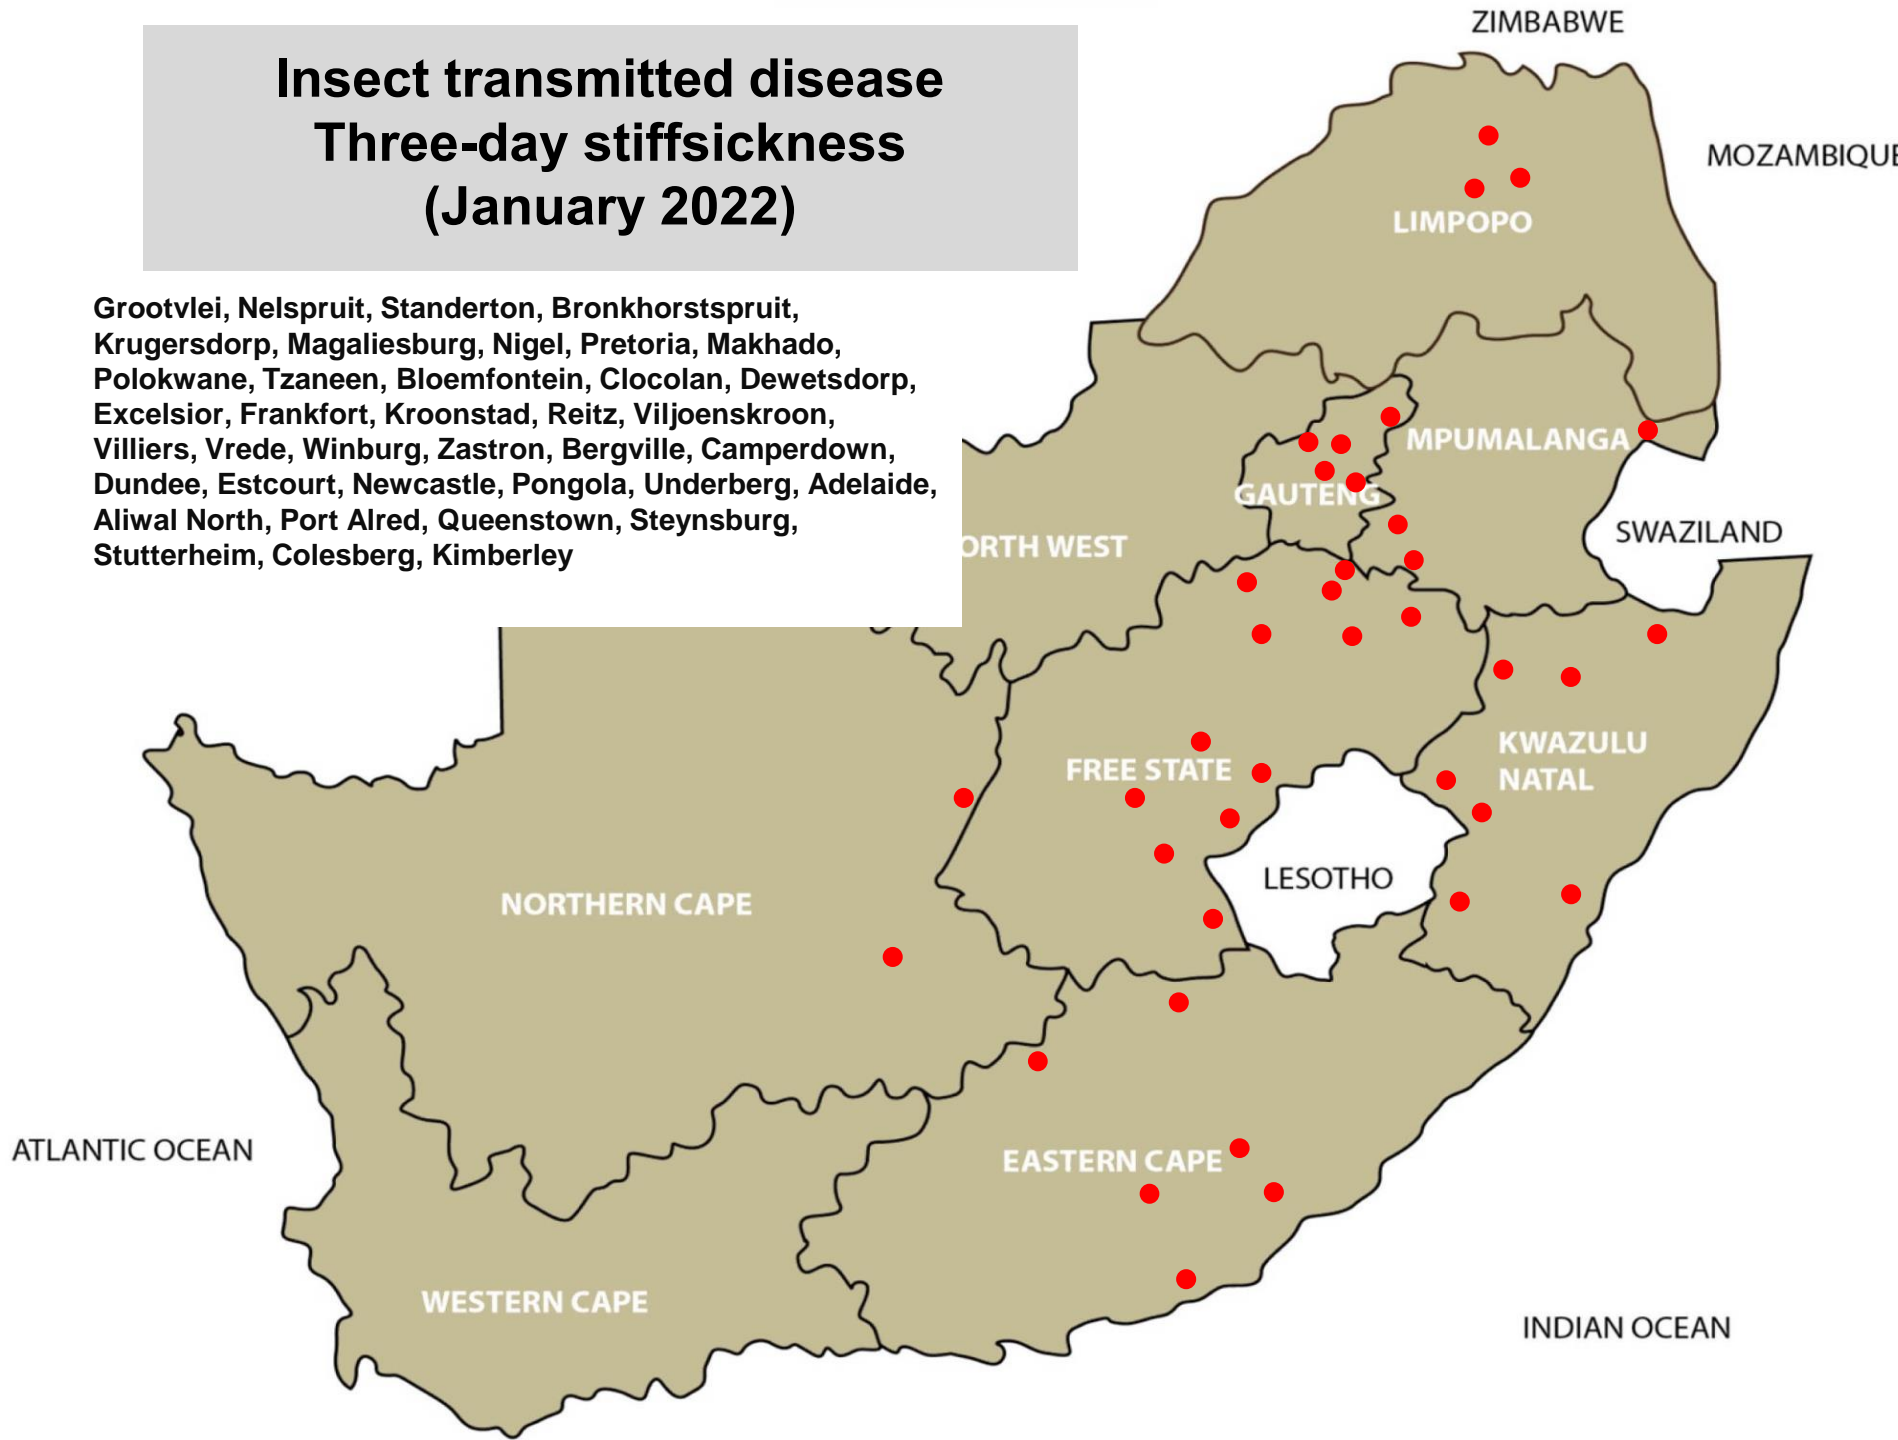 Insect transmitted disease
Three-day stiffsickness
(January 2022)
Grootvlei, Nelspruit, Standerton, Bronkhorstspruit,
Krugersdorp, Magaliesburg, Nigel, Pretoria, Makhado,
Polokwane, Tzaneen, Bloemfontein, Clocolan, Dewetsdorp,
Excelsior, Frankfort, Kroonstad, Reitz, Viljoenskroon,
Villiers, Vrede, Winburg, Zastron, Bergville, Camperdown,
Dundee, Estcourt, Newcastle, Pongola, Underberg, Adelaide,
Aliwal North, Port Alred, Queenstown, Steynsburg,
Stutterheim, Colesberg, Kimberley
ZIMBABWE
MOZAMBIQUE
LIMPOPO
MPUMALANGA
GAUTENG
SWAZILAND
ORTH WEST
KWAZULU
NATAL
FREE STATE
LESOTHO
NORTHERN CAPE
ATLANTIC OCEAN
EASTERN CAPE
WESTERN CAPE
INDIAN OCEAN